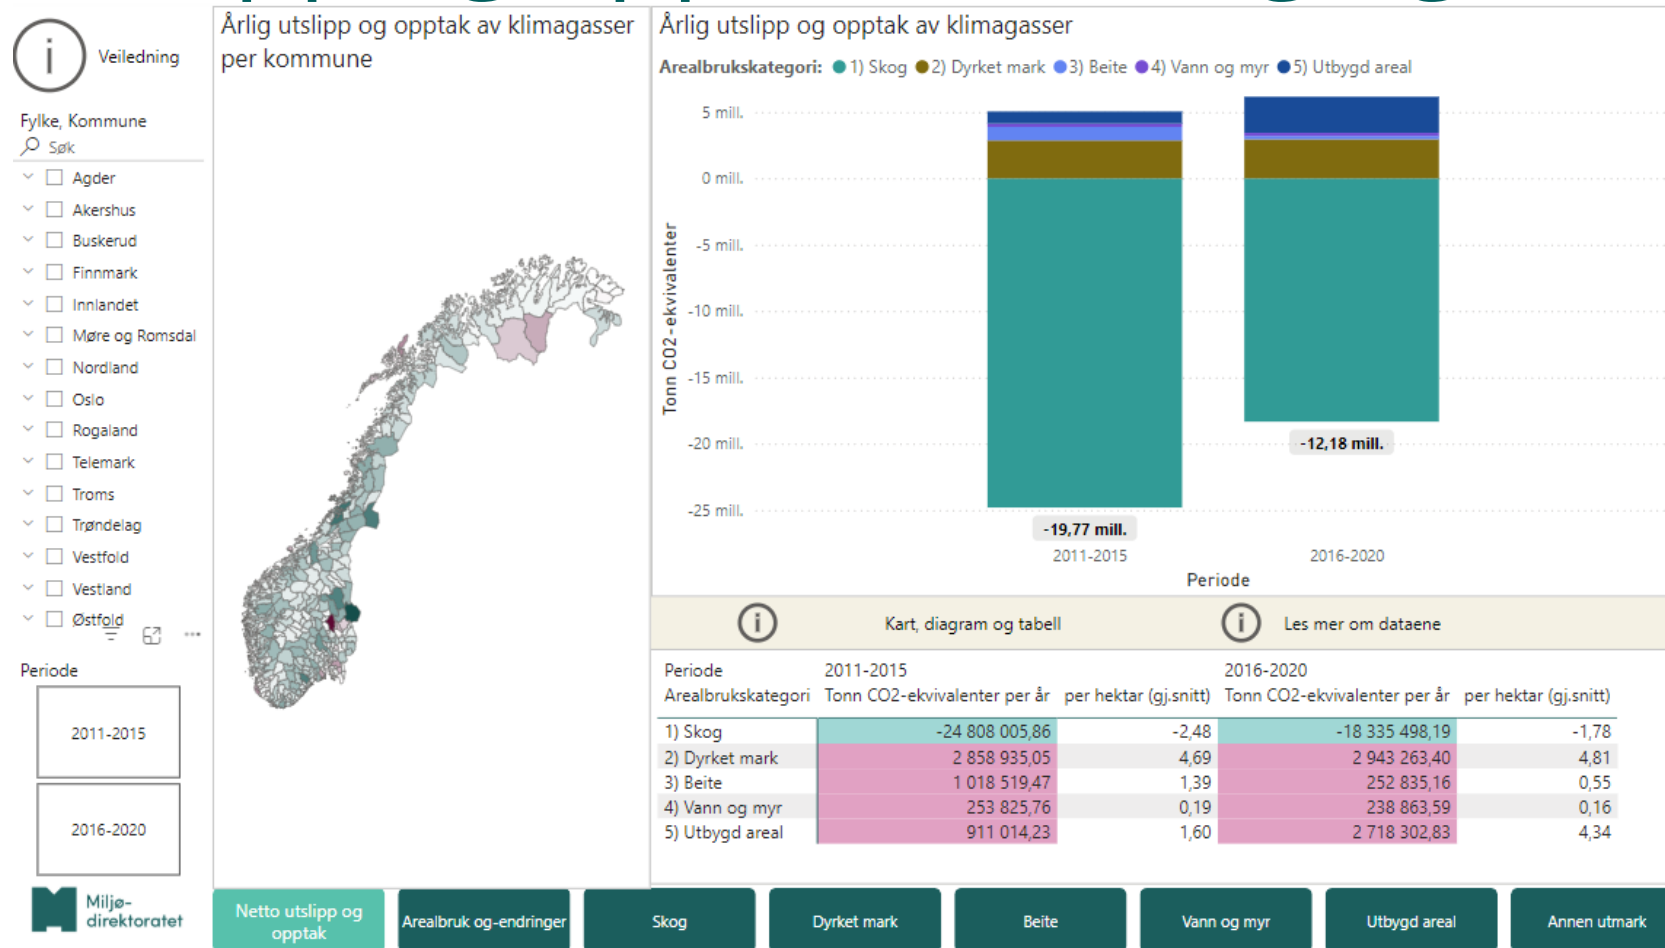 Veiledning
Fylke, Kommune
Søk
Agder
Akershus
Buskerud
Finnmark
Innlandet
Møre og Romsdal
Nordland
Oslo
Rogaland
Telemark
Troms
Trøndelag
Vestfold
Vestland
Østfold
Periode
2011-2015
2016-2020
Miljø-
direktoratet
Årlig utslipp og opptak av klimagasser
per kommune
Årlig utslipp og opptak av klimagasser
Arealbrukskategori: 1) Skog 2) Dyrket mark 3) Beite 4) Vann og myr 5) Utbygd areal
Tonn CO2-ekvivalenter
5 mill.
0 mill.
-5 mill.
-10 mill.
-15 mill.
-20 mill.
-25 mill.
-19,77 mill.
-12,18 mill.
2011-2015 2016-2020
Periode
Kart, diagram og tabell Les mer om dataene
Periode 2011-2015 2016-2020
Arealbrukskategori Tonn CO2-ekvivalenter per år per hektar (gj.snitt) Tonn CO2-ekvivalenter per år per hektar (gj.snitt)
1) Skog -24 808 005,86 -2,48 -18 335 498,19 -1,78
2) Dyrket mark 2 858 935,05 4,69 2 943 263,40 4,81
3) Beite 1 018 519,47 1,39 252 835,16 0,55
4) Vann og myr 253 825,76 0,19 238 863,59 0,16
5) Utbygd areal 911 014,23 1,60 2 718 302,83 4,34
Netto utslipp og
opptak
Arealbruk og-endringer
Skog
Dyrket mark
Beite
Vann og myr
Utbygd areal
Annen utmark